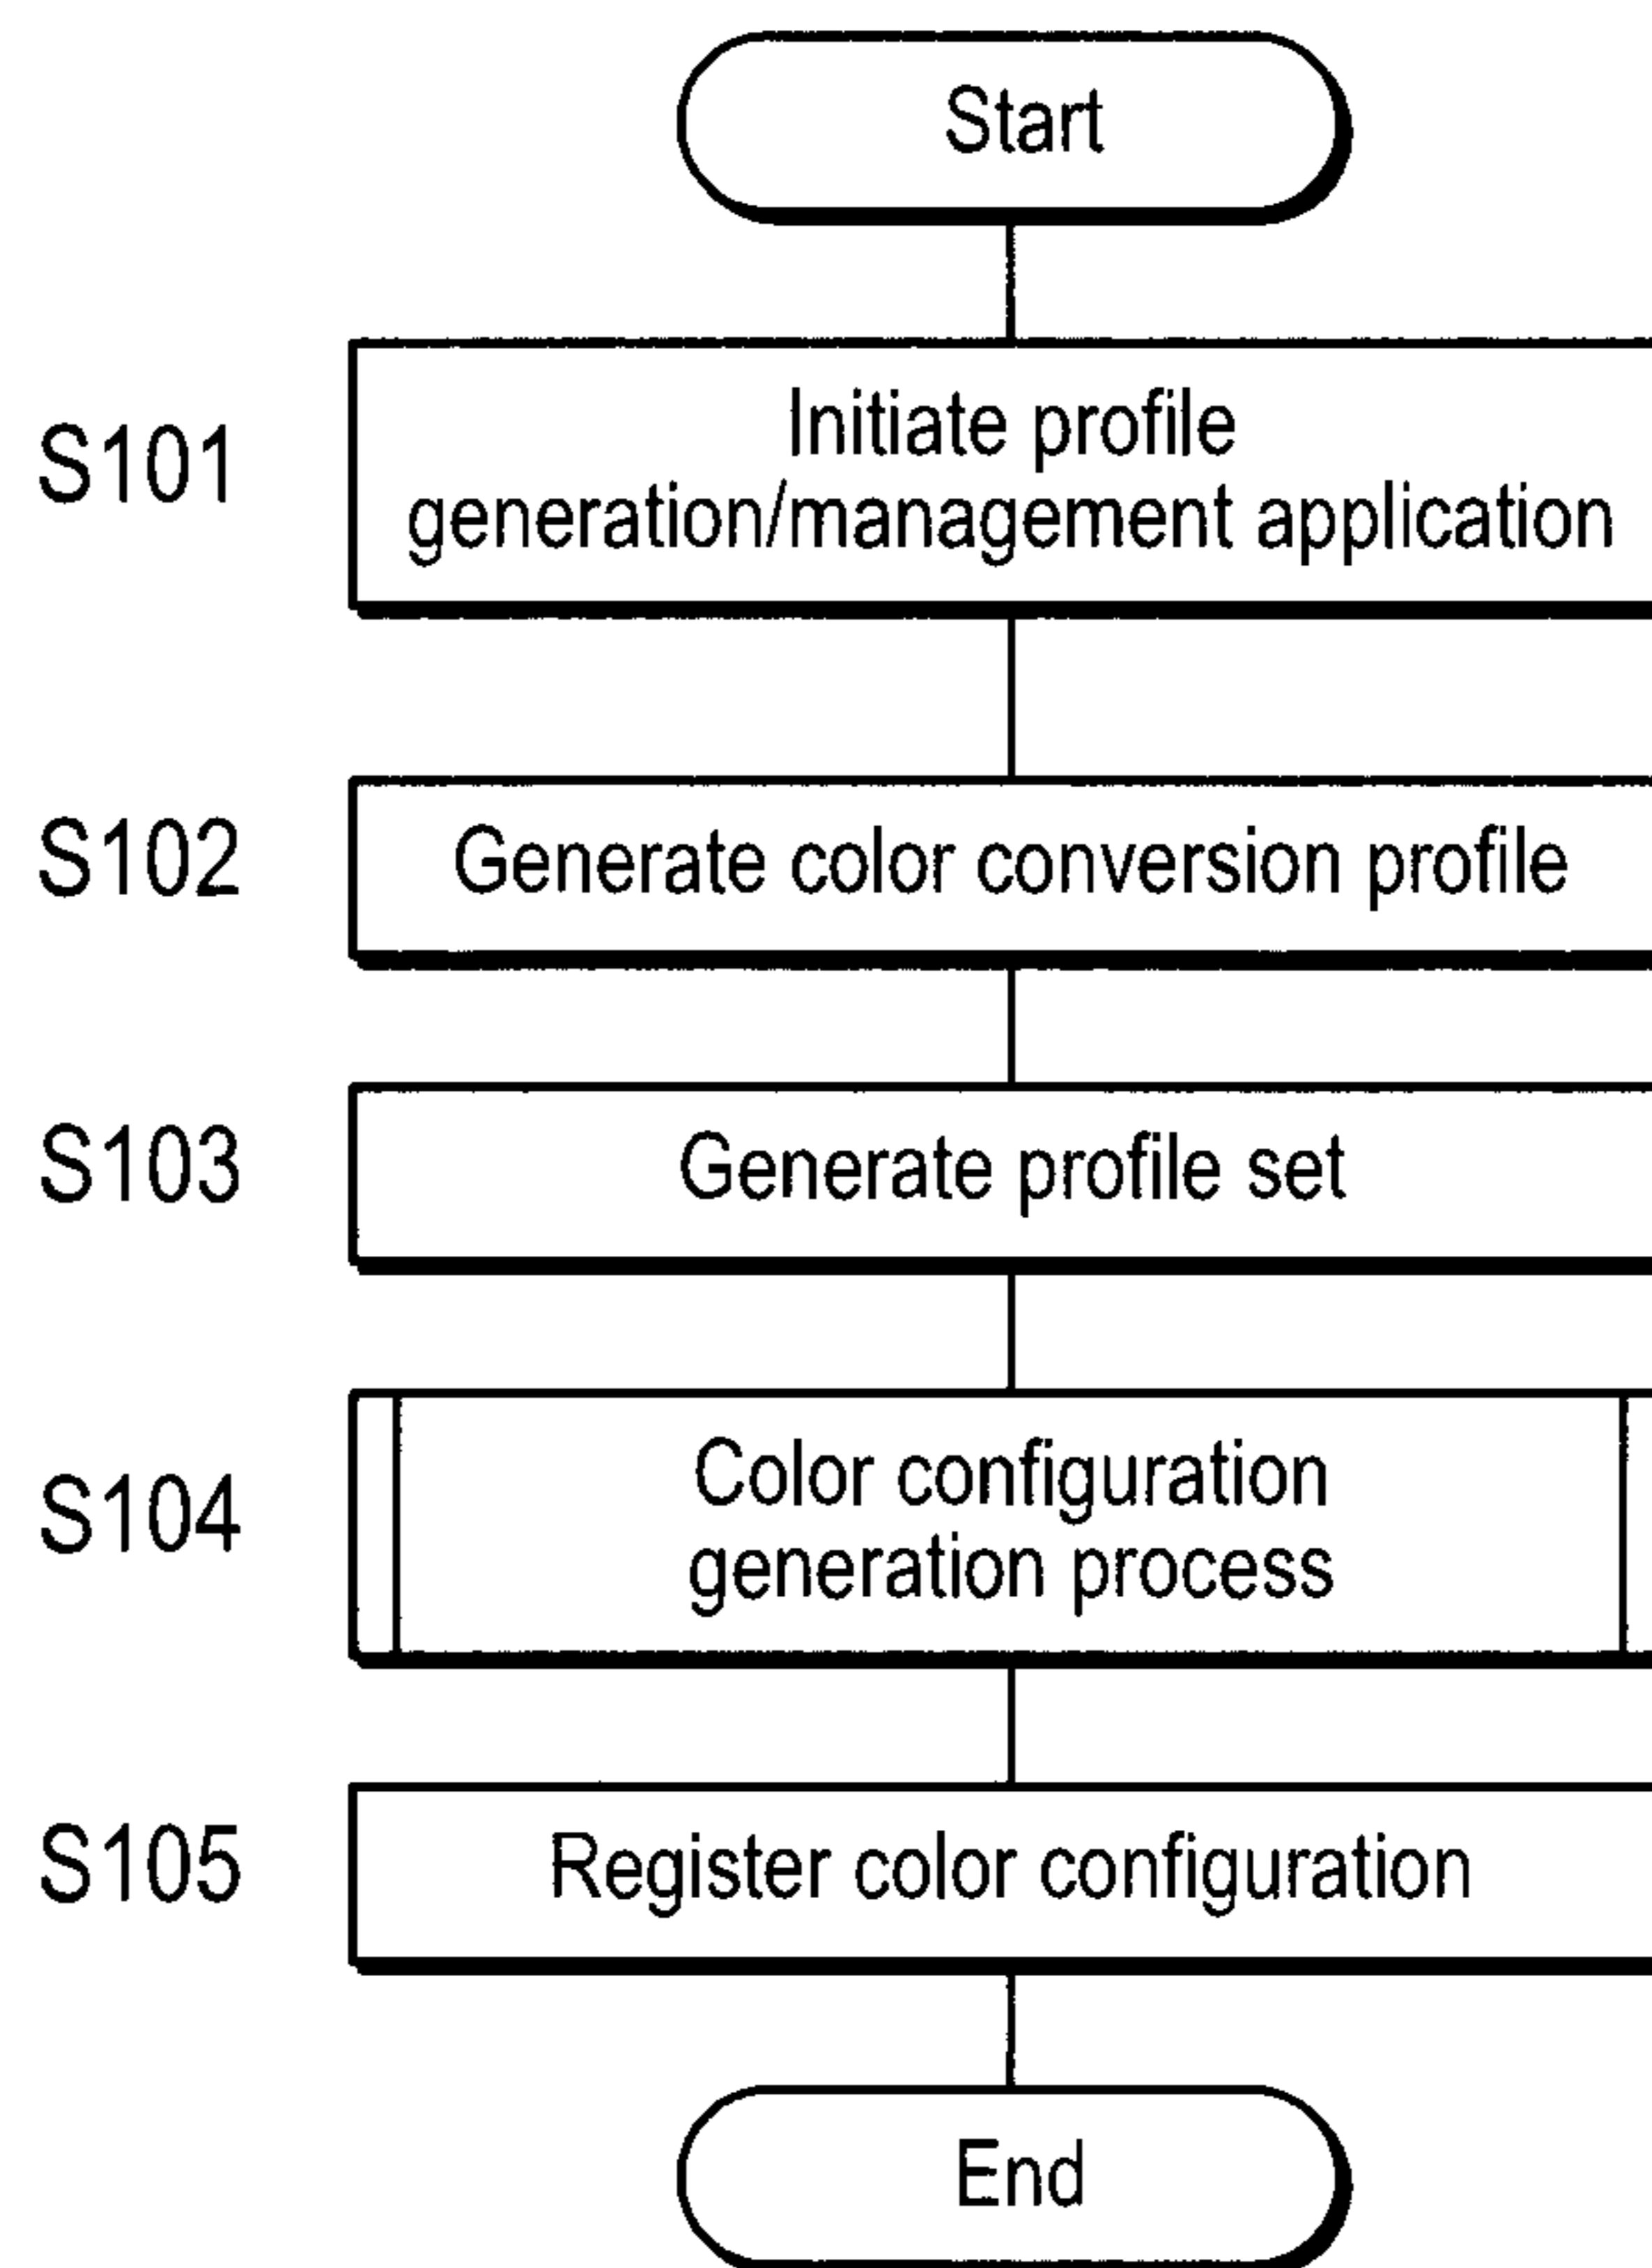 Start
S101
Initiate profile
generation/management application
S102
Generate color conversion profile
S103
Generate profile set
S104
Color configuration
generation process
S105
Register color configuration
End